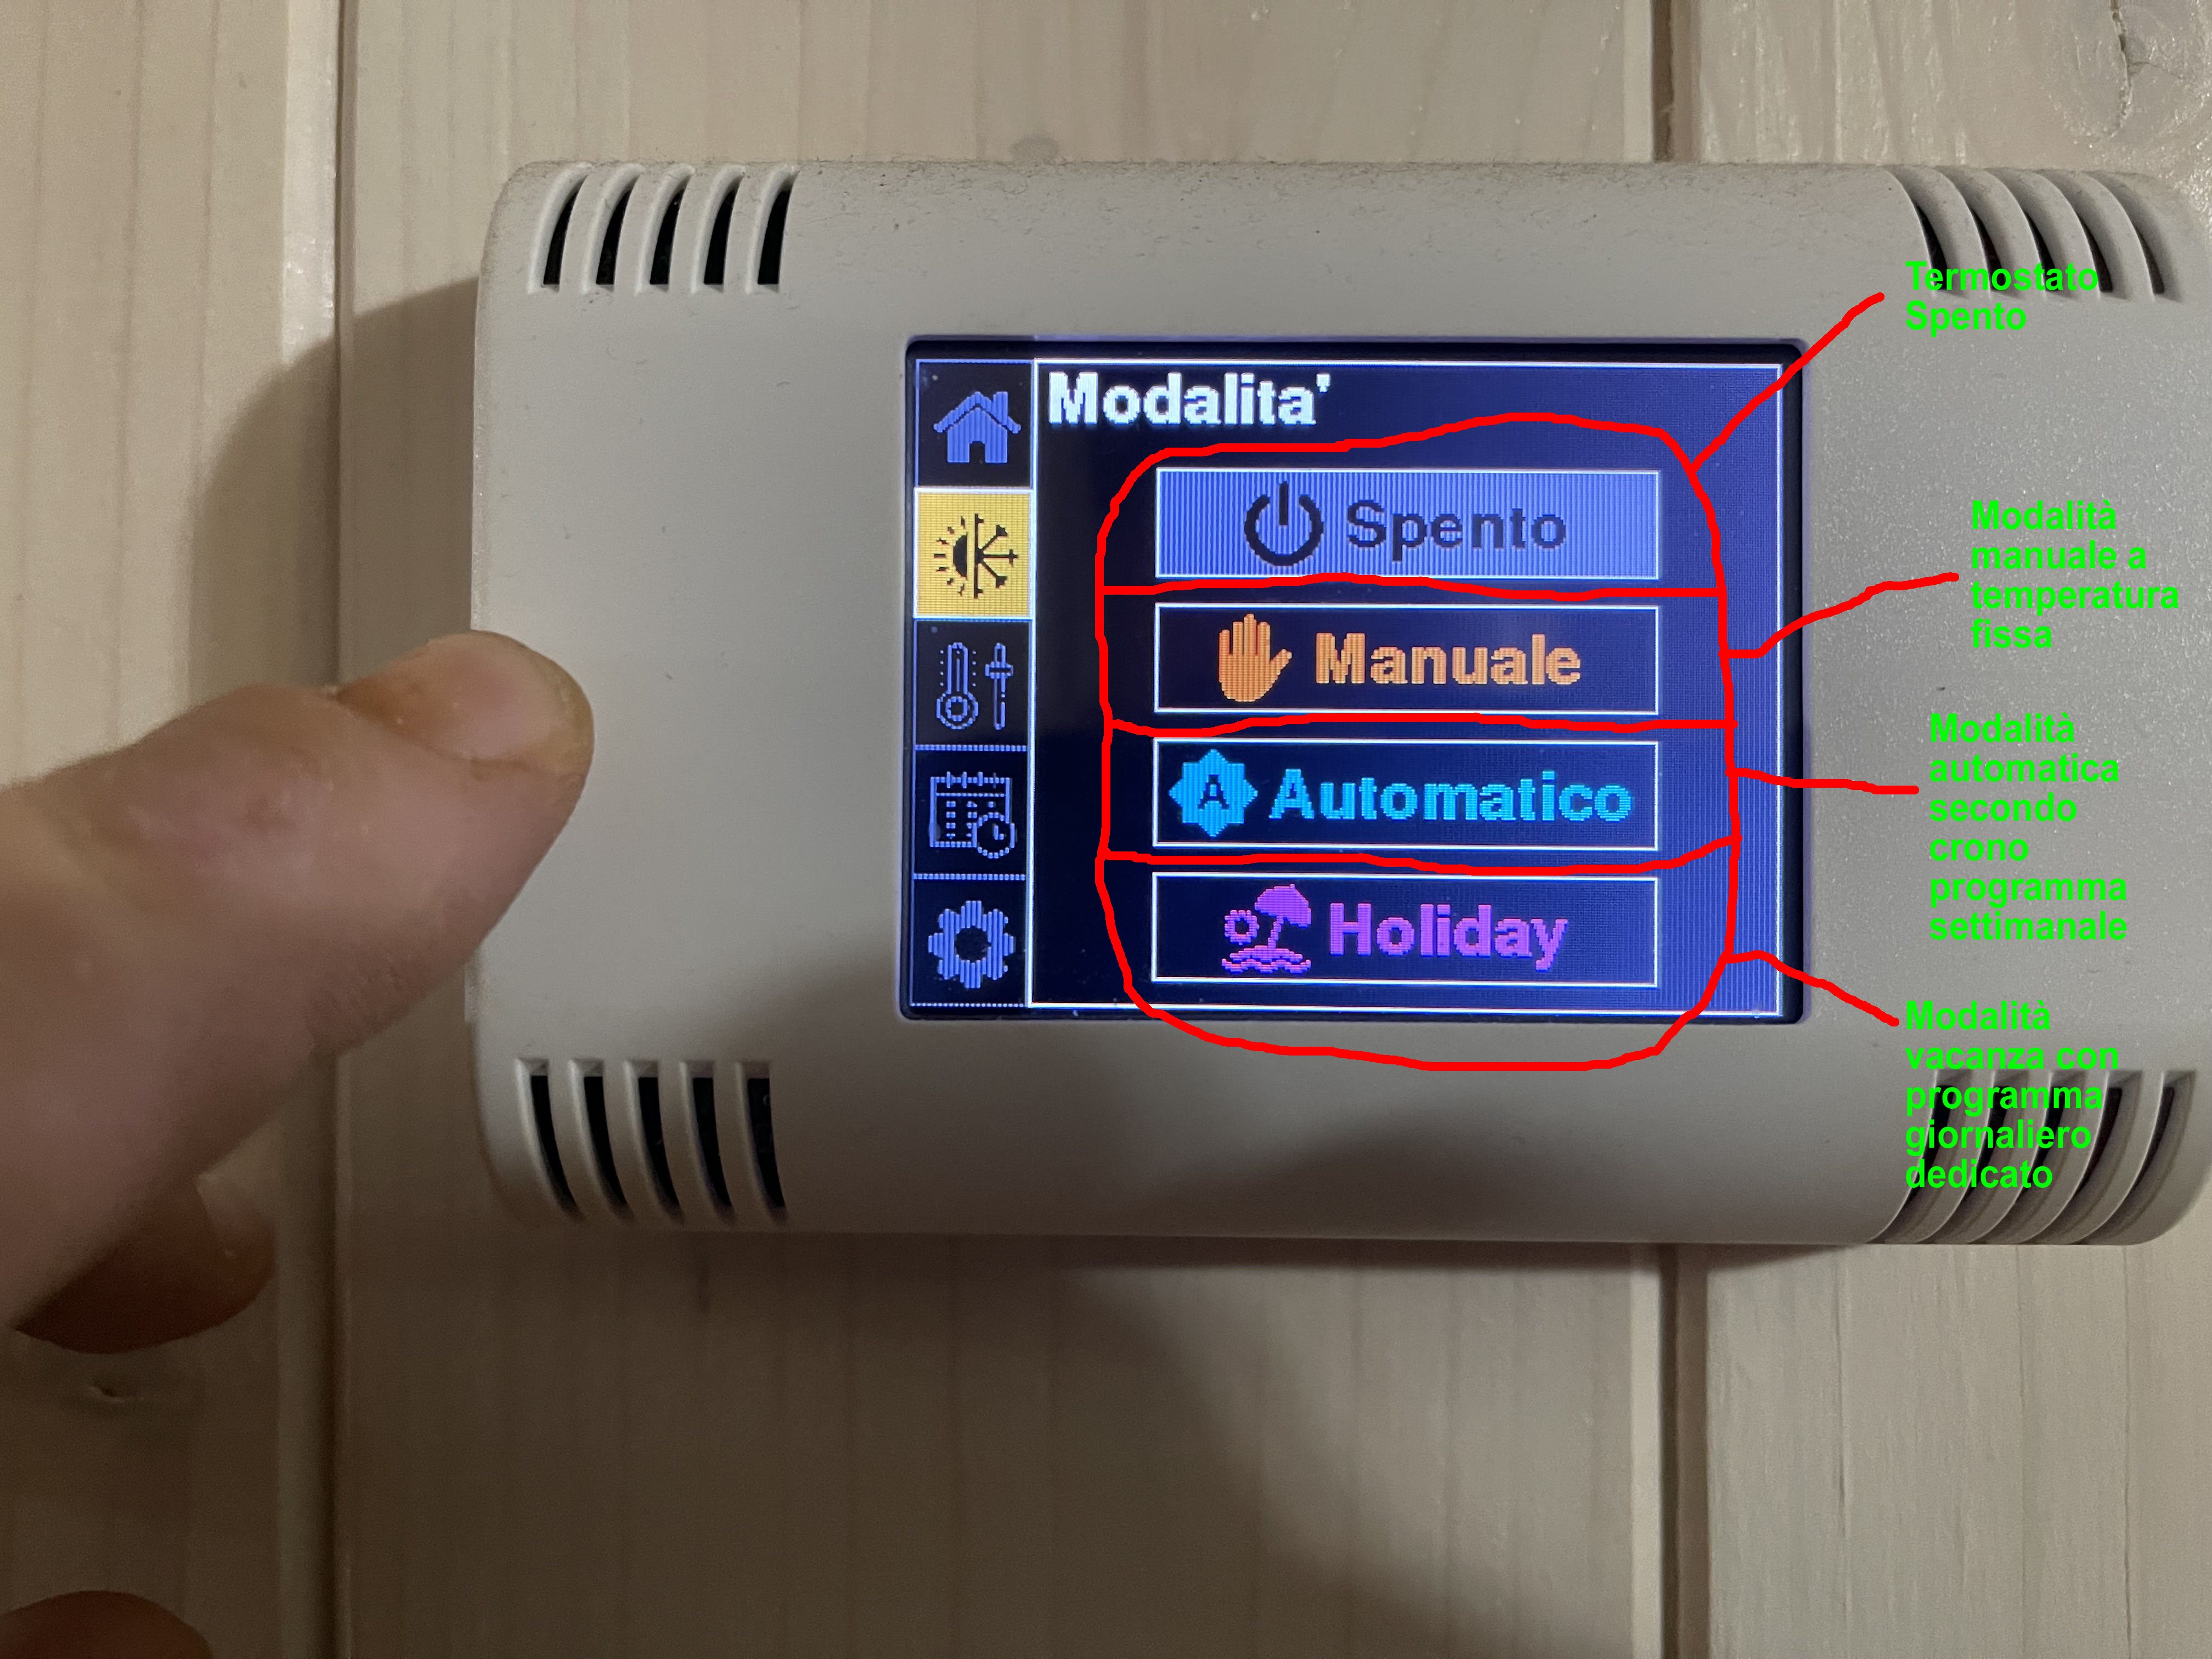 Modalita'
Spento
Manuale
A Automatico
Holiday
Termostato
Spento
Modalità
manuale a
temperatura
fissa
Modalità
automatica
secondo
crono
programma
settimanale
Modalità
vacanza con
programma
giornaliero
dedicato